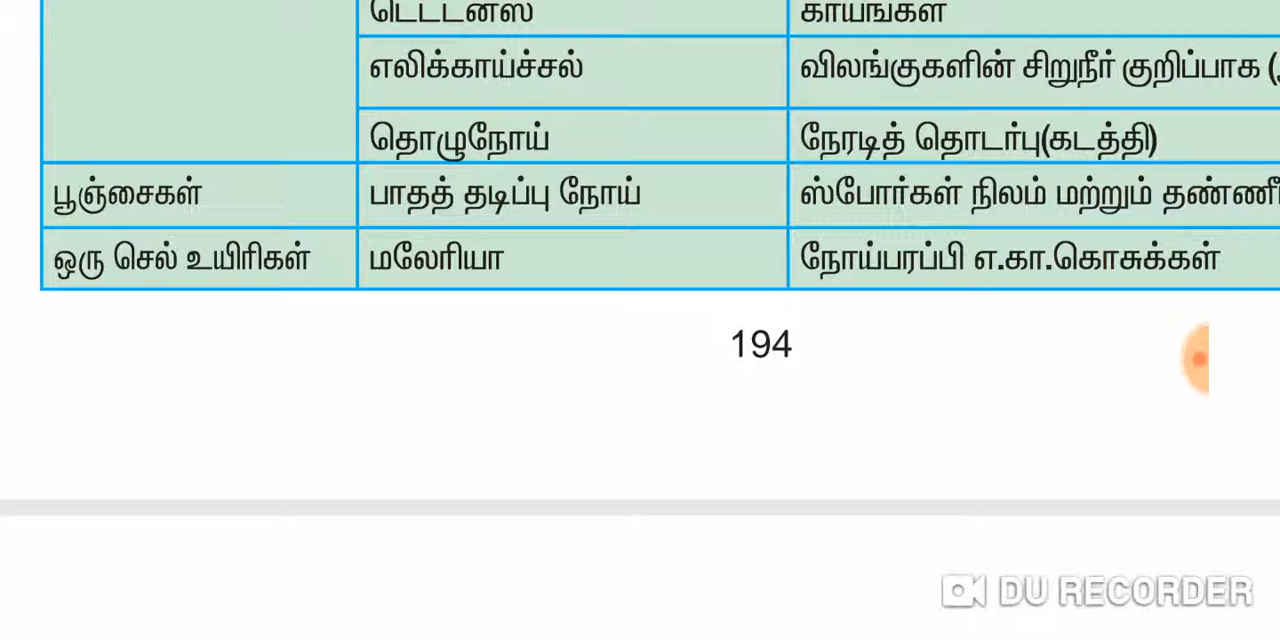 டெட்டனஸ் காயங்கள்
எலிக்காய்ச்சல் விலங்குகளின் சிறுநீர் குறிப்பாக
தொழுநோய் நேரடித் தொடர்பு(கடத்தி)
பூஞ்சைகள் பாதத் தடிப்பு நோய் ஸ்போர்கள் நிலம் மற்றும்
ஒரு செல் உயிரிகள் மலேரியா நோய்பரப்பி எ.கா.கொசுக்கள்
194
DU RECORDER